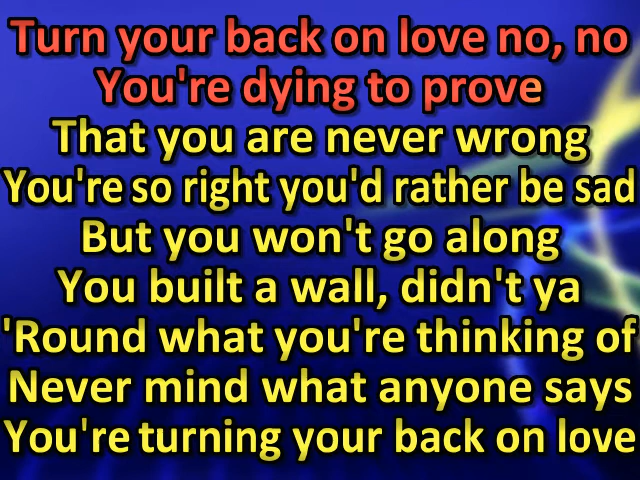 Turn your back on love no, no
You're dying to prove
That you are never wrong
You're so right you'd rather be sad
But you won't go along
You built a wall, didn't ya
'Round what you're thinking of
Never mind what anyone says
You're turning your back on love